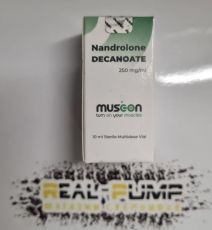 Nandrolone
DECANOATE
250 mg/ml
muscon
turn on your muscles
10 ml Sterile Multidose Vial
REAL-PUMP